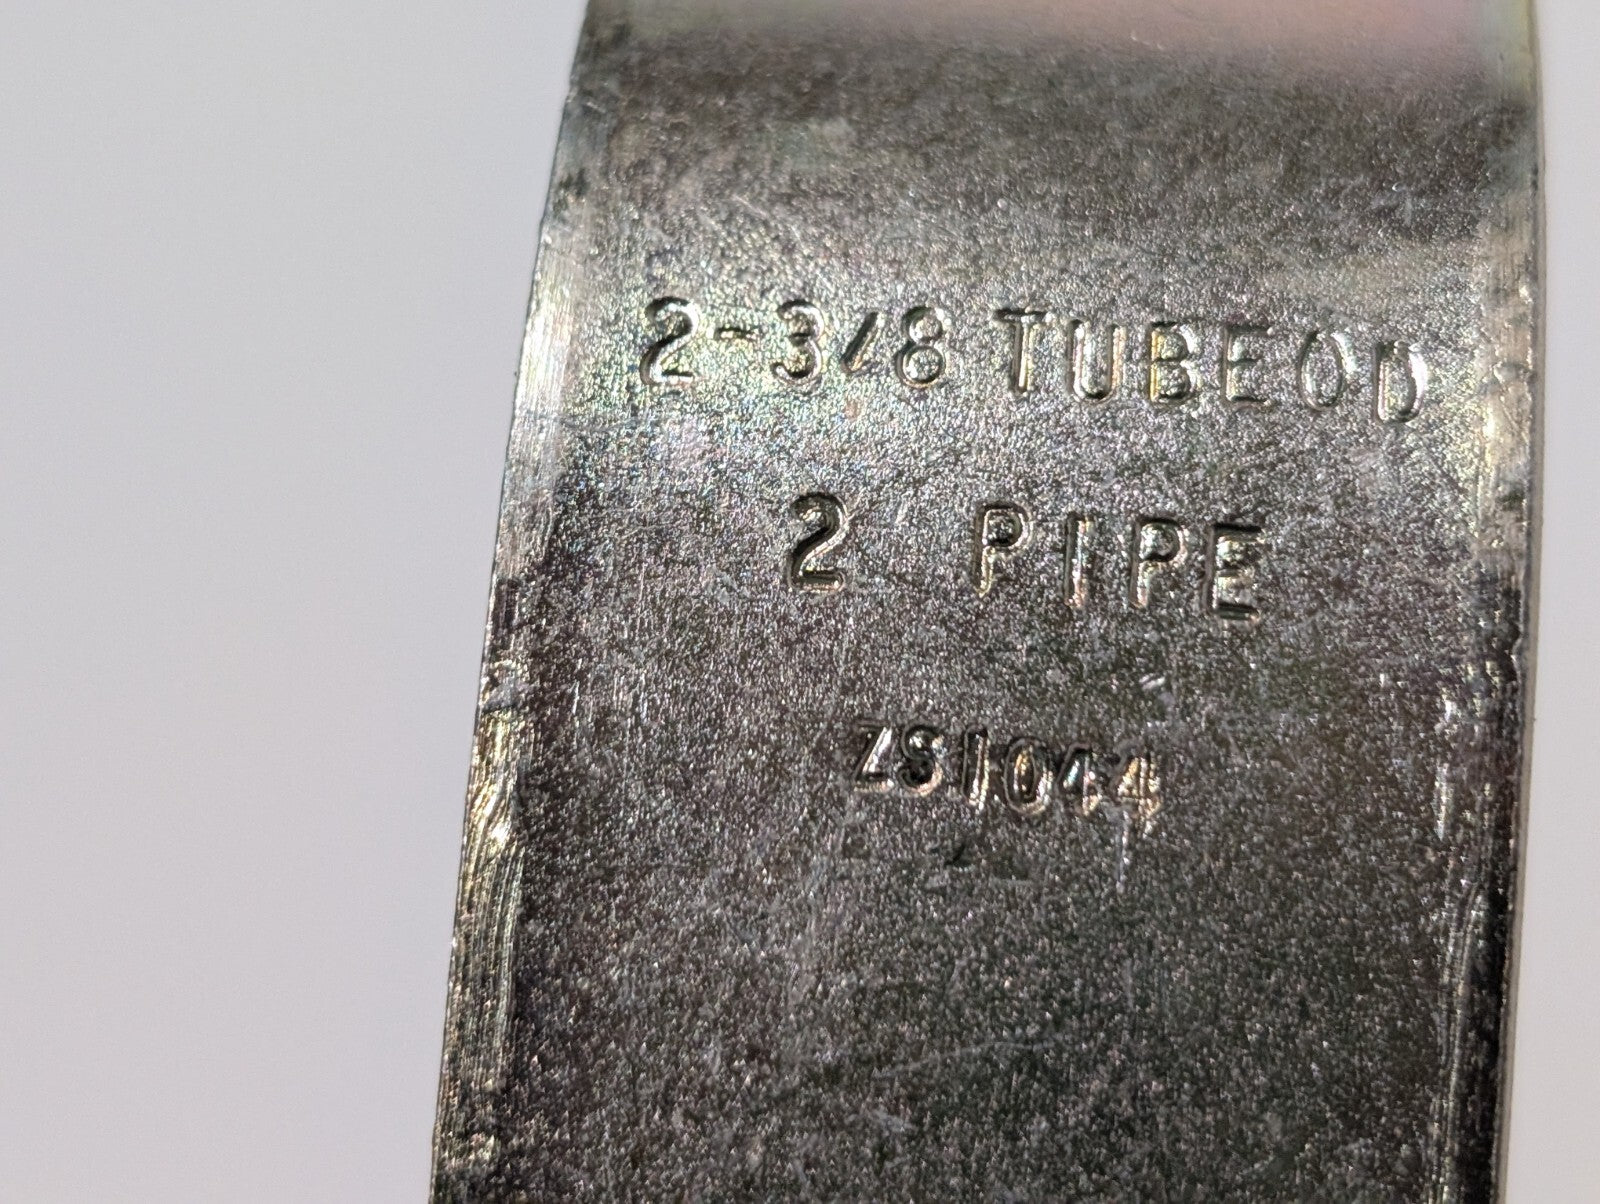 2-3/8 TUBE OD
2 PIPE
ZS1044